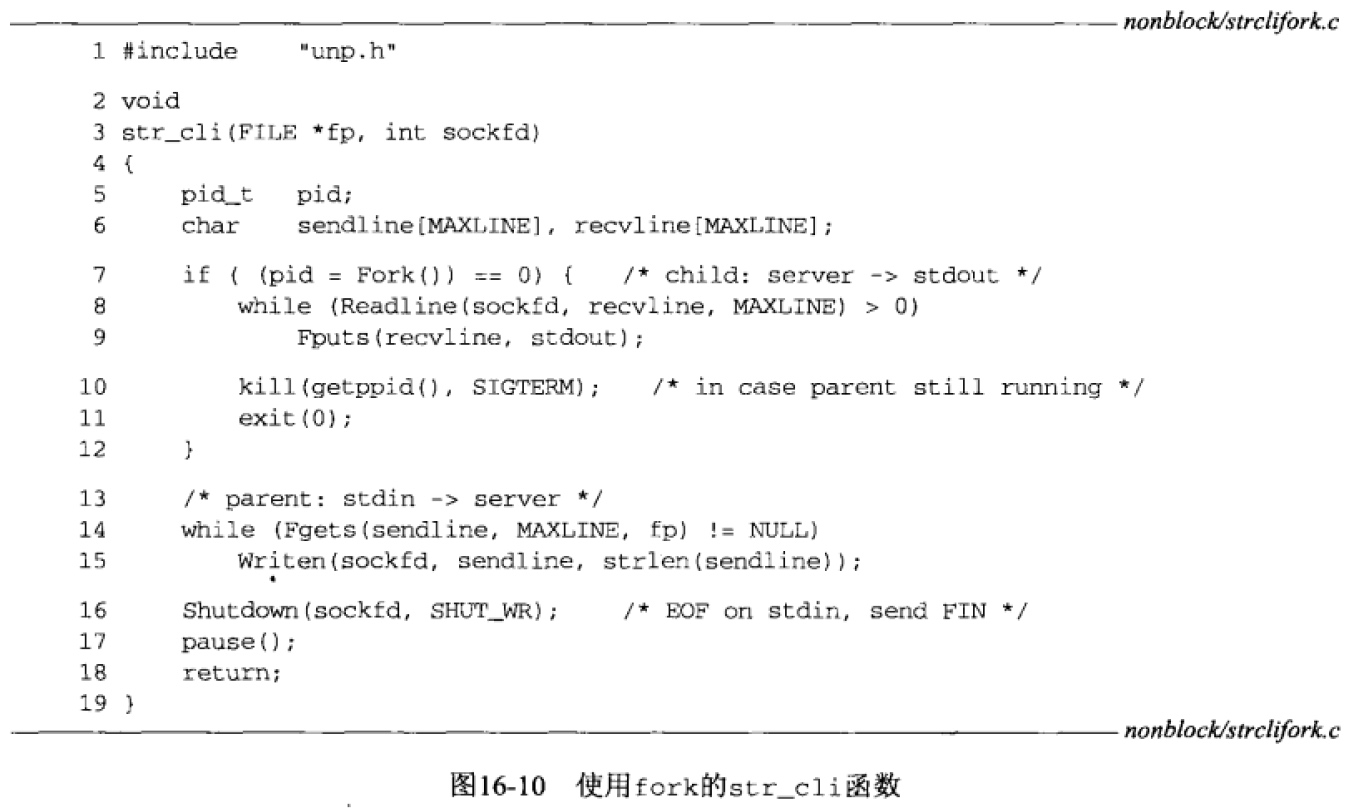 nonblock/strclifork.c
1 #include    "unp.h"
2 void
3 str_cli(FILE *fp, int sockfd)
4 {
5     pid_t   pid;
6     char    sendline[MAXLINE], recvline[MAXLINE];
7     if ( (pid = Fork()) == 0) {   /* child: server -> stdout */
8         while (Readline(sockfd, recvline, MAXLINE) > 0)
9             Fputs(recvline, stdout);
10         kill(getppid(), SIGTERM);   /* in case parent still running */
11         exit(0);
12     }
13     /* parent: stdin -> server */
14     while (Fgets(sendline, MAXLINE, fp) != NULL)
15         Writen(sockfd, sendline, strlen(sendline));
16     Shutdown(sockfd, SHUT_WR);    /* EOF on stdin, send FIN */
17     pause();
18     return;
19 }
nonblock/strclifork.c
图16-10 使用fork的str_cli函数